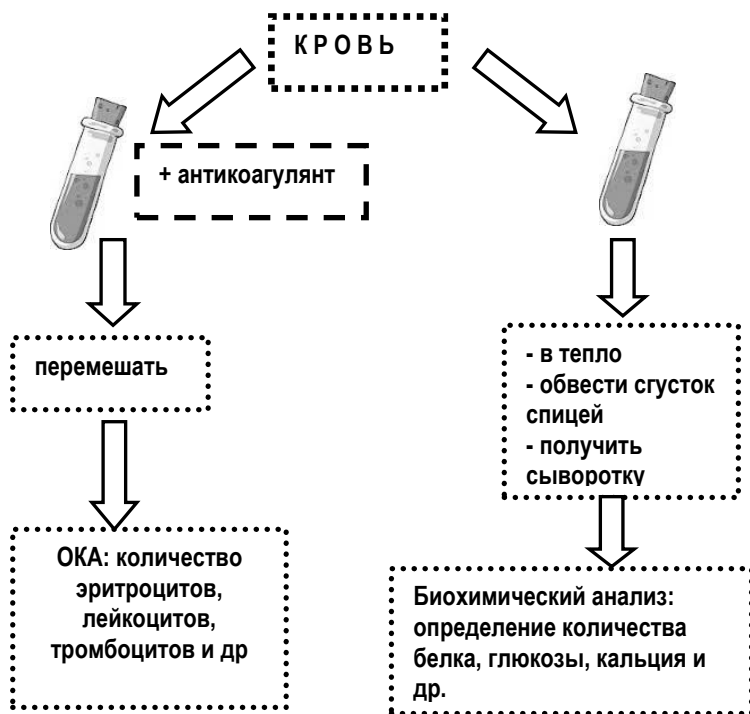 К Р О В Ь
+ антикоагулянт
перемешать
- в тепло
- обвести сгусток
спицей
- получить
сыворотку
ОКА: количество
эритроцитов,
лейкоцитов,
тромбоцитов и др
Биохимический анализ:
определение количества
белка, глюкозы, кальция и
др.